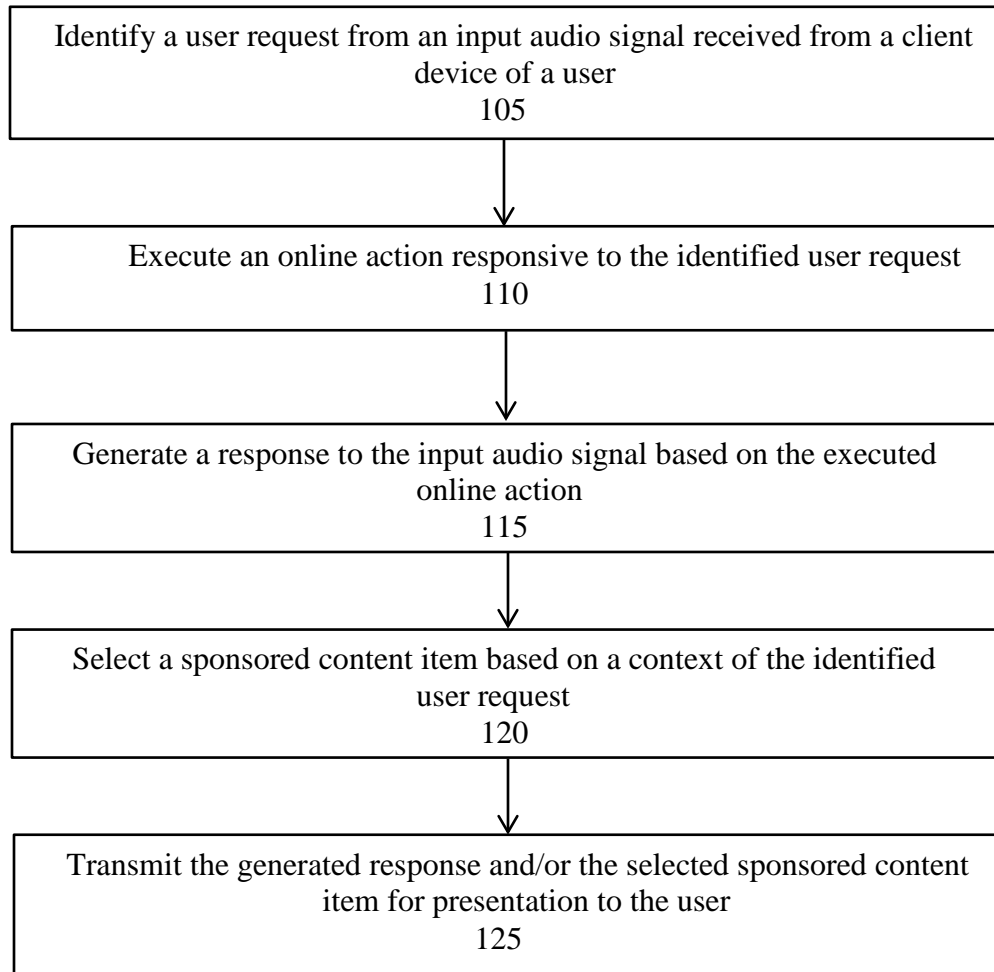 Identify a user request from an input audio signal received from a client
device of a user
105
Execute an online action responsive to the identified user request
110
Generate a response to the input audio signal based on the executed
online action
115
Select a sponsored content item based on a context of the identified
user request
120
Transmit the generated response and/or the selected sponsored content
item for presentation to the user
125